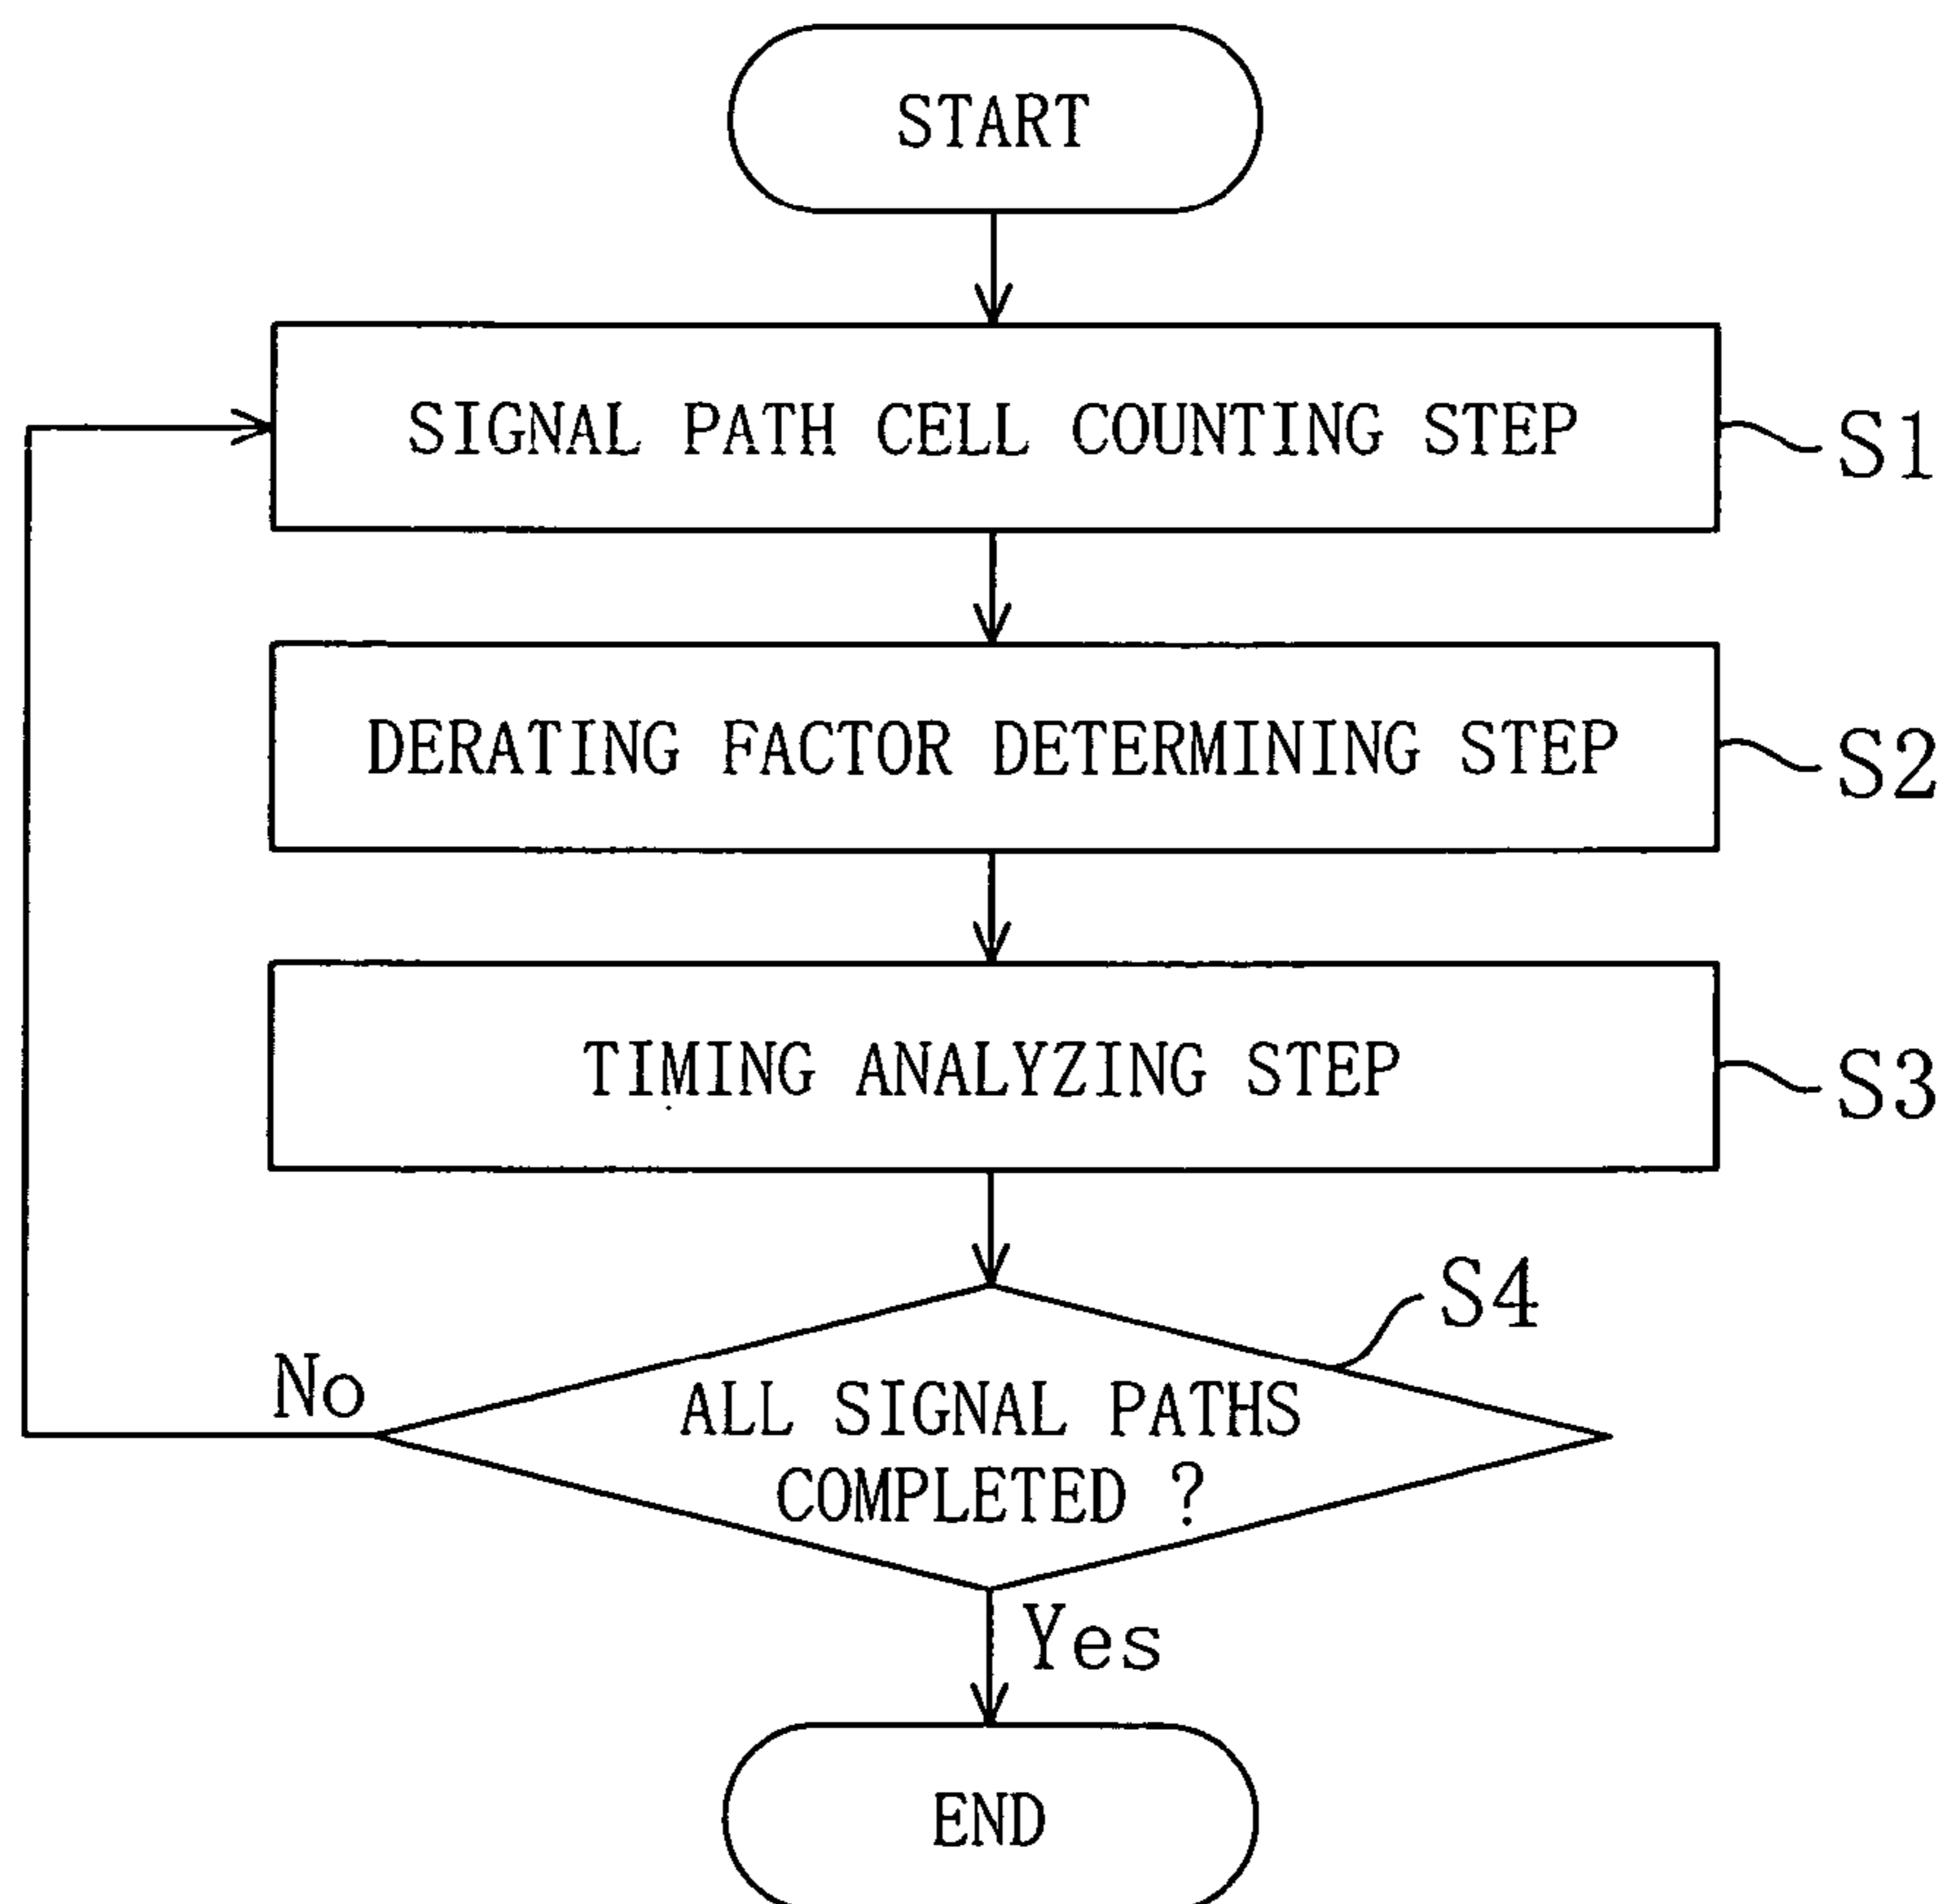 START
SIGNAL PATH CELL COUNTING STEP
S1
DERATING FACTOR DETERMINING STEP
S2
TIMING ANALYZING STEP
S3
S4
No
ALL SIGNAL PATHS
COMPLETED ?
Yes
END